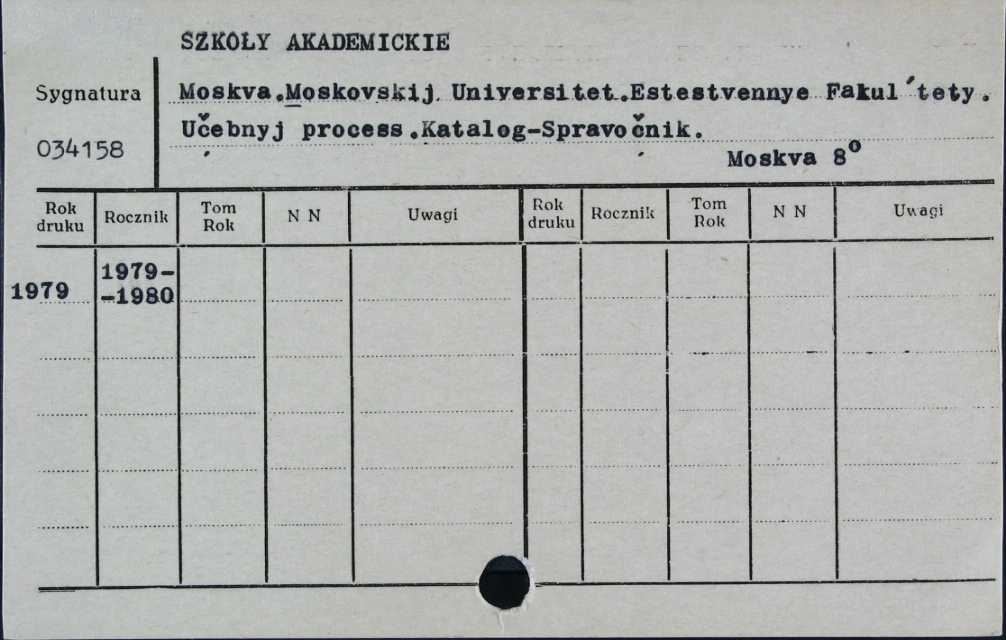 SZKOŁY AKADEMICKIE
Sygnatura
Moskva.Moskovskij Universitet.Estestvennye Fakul´tety.
Učebnyj process.Katalog-Spravočnik.
034158
Moskva 8°
Rok druku Rocznik Tom Rok N N Uwagi Rok druku Rocznik Tom Rok N N Uwagi
1979 1979-
-1980